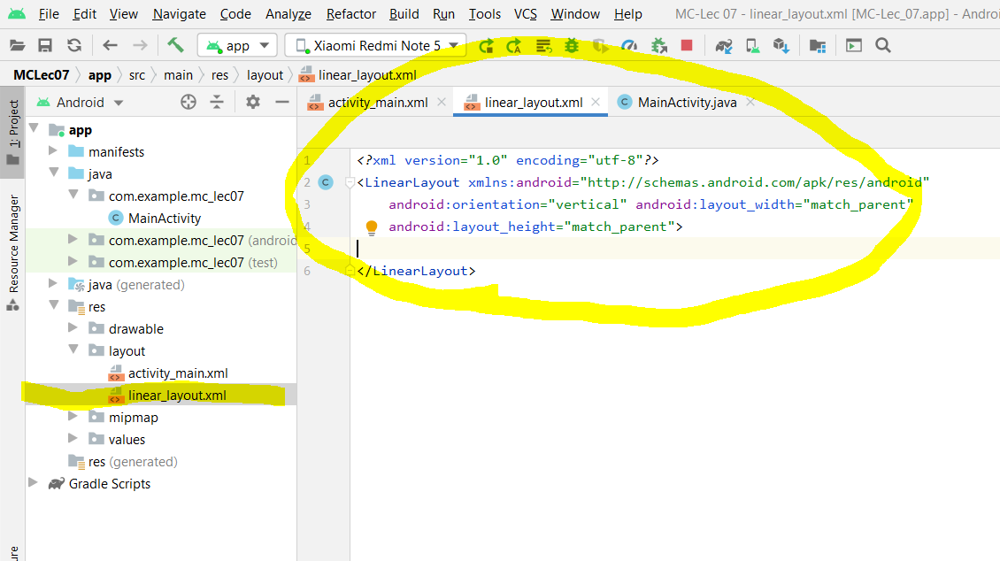 File Edit View Navigate Code Analyze Refactor Build Run Tools VCS Window Help MC-Lec 07 - linear_layout.xml [MC-Lec_07.app] - Androi
app Xiaomi Redmi Note 5
MCLec07 app src main res layout linear_layout.xml
1: Project
Resource Manager
Android
activity_main.xml linear_layout.xml MainActivity.java
app
manifests
java
com.example.mc_lec07
MainActivity
com.example.mc_lec07 (androi
com.example.mc_lec07 (test)
java (generated)
res
drawable
layout
activity_main.xml
linear_layout.xml
mipmap
values
res (generated)
Gradle Scripts
1 <?xml version="1.0" encoding="utf-8"?>
2 <LinearLayout xmlns:android="http://schemas.android.com/apk/res/android"
3 android:orientation="vertical" android:layout_width="match_parent"
4 android:layout_height="match_parent">
5
6 </LinearLayout>